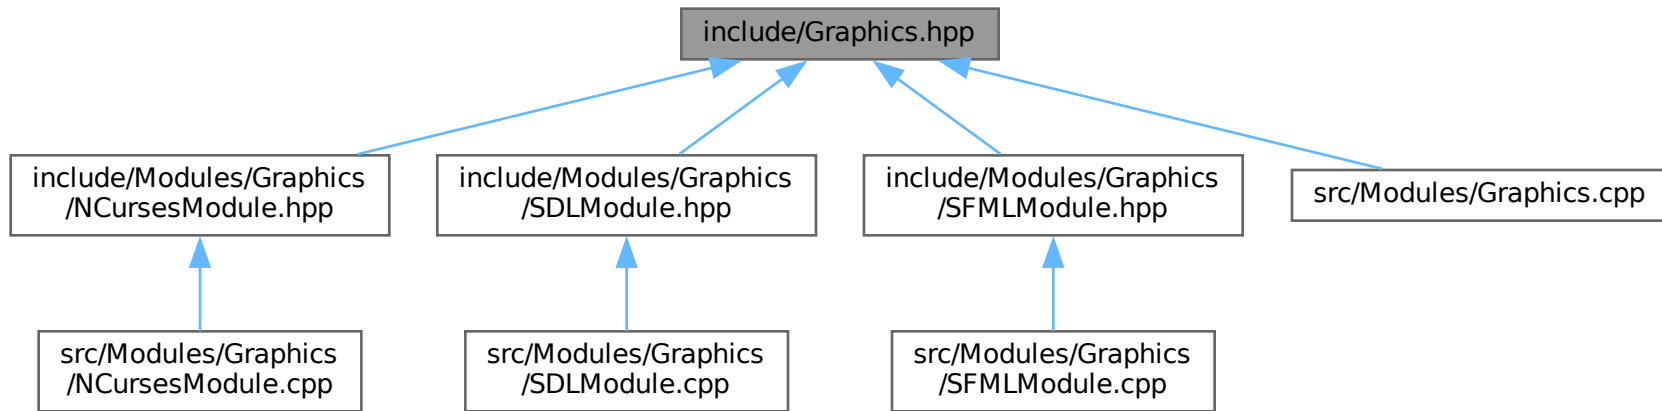 include/Graphics.hpp
include/Modules/Graphics
/NCursesModule.hpp
include/Modules/Graphics
/SDLModule.hpp
include/Modules/Graphics
/SFMLModule.hpp
src/Modules/Graphics.cpp
src/Modules/Graphics
/NCursesModule.cpp
src/Modules/Graphics
/SDLModule.cpp
src/Modules/Graphics
/SFMLModule.cpp